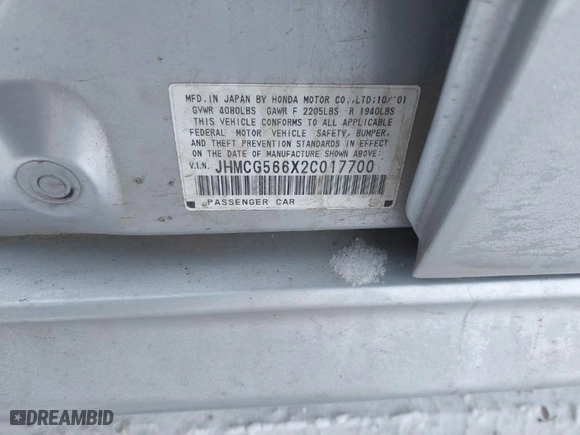 MFD. IN JAPAN BY HONDA MOTOR CO., LTD; 10/'01
GVWR 4080LBS GAWR F 2205LBS R 1940LBS
THIS VEHICLE CONFORMS TO ALL APPLICABLE
FEDERAL MOTOR VEHICLE SAFETY, BUMPER,
AND THEFT PREVENTION STANDARDS IN EFFECT
ON THE DATE OF MANUFACTURE SHOWN ABOVE;
V.I.N. JHMCG566X2C017700
PASSENGER CAR
DREAMBID